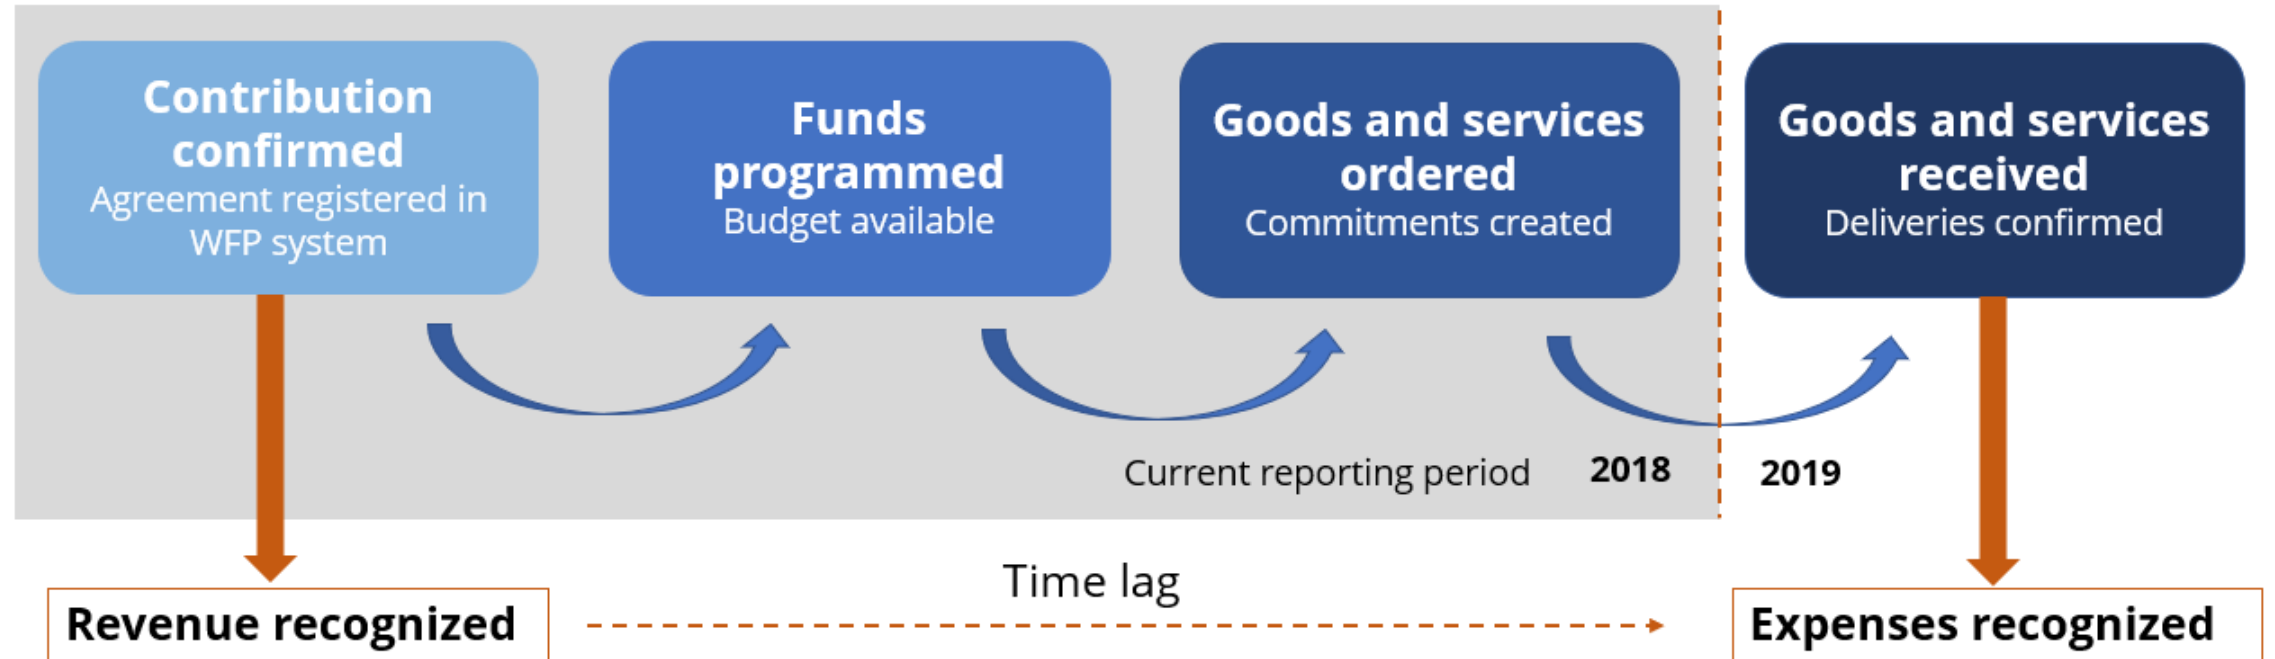 Contribution
confirmed
Agreement registered in
WFP system
Funds
programmed
Budget available
Goods and services
ordered
Commitments created
Goods and services
received
Deliveries confirmed
Current reporting period 2018
2019
Time lag
Revenue recognized
Expenses recognized